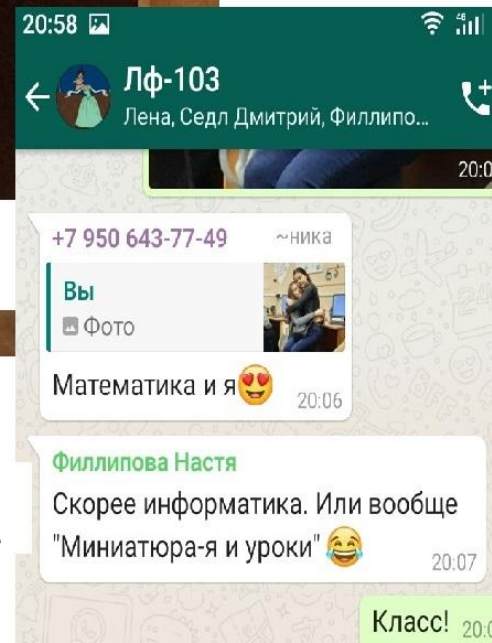 20:58
Лф-103
Лена, Седл Дмитрий, Филлипо...
+7 950 643-77-49 ~ника
Вы
Фото
Математика и я😍
20:06
Филлипова Настя
Скорее информатика. Или вообще
"Миниатюра-я и уроки" 😂
20:07
Класс!